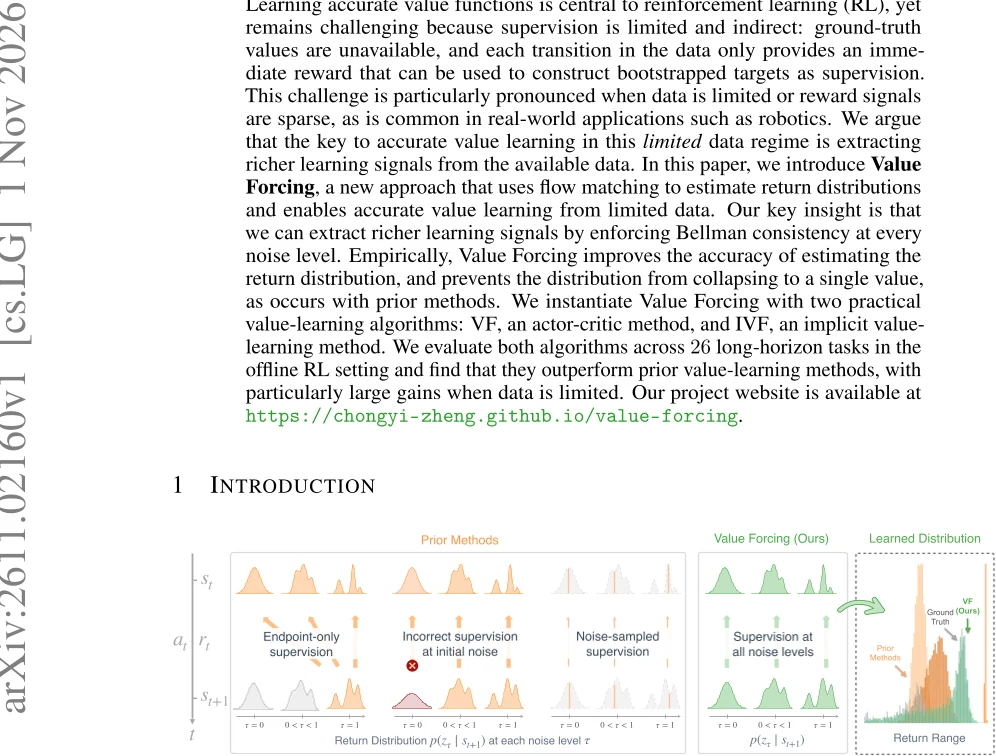 arXiv:2611.02160v1 [cs.LG] 1 Nov 2026
Learning accurate value functions is central to reinforcement learning (RL), yet
remains challenging because supervision is limited and indirect: ground-truth
values are unavailable, and each transition in the data only provides an imme-
diate reward that can be used to construct bootstrapped targets as supervision.
This challenge is particularly pronounced when data is limited or reward signals
are sparse, as is common in real-world applications such as robotics. We argue
that the key to accurate value learning in this limited data regime is extracting
richer learning signals from the available data. In this paper, we introduce Value
Forcing, a new approach that uses flow matching to estimate return distributions
and enables accurate value learning from limited data. Our key insight is that
we can extract richer learning signals by enforcing Bellman consistency at every
noise level. Empirically, Value Forcing improves the accuracy of estimating the
return distribution, and prevents the distribution from collapsing to a single value,
as occurs with prior methods. We instantiate Value Forcing with two practical
value-learning algorithms: VF, an actor-critic method, and IVF, an implicit value-
learning method. We evaluate both algorithms across 26 long-horizon tasks in the
offline RL setting and find that they outperform prior value-learning methods, with
particularly large gains when data is limited. Our project website is available at
https://chongyi-zheng.github.io/value-forcing.
1 INTRODUCTION
Prior Methods
Value Forcing (Ours)
Learned Distribution
s_t
a_t r_t
s_{t+1}
t
Endpoint-only
supervision
Incorrect supervision
at initial noise
Noise-sampled
supervision
Supervision at
all noise levels
τ = 0 0 < τ < 1 τ = 1
τ = 0 0 < τ < 1 τ = 1
τ = 0 0 < τ < 1 τ = 1
τ = 0 0 < τ < 1 τ = 1
Return Distribution p(z_τ | s_{t+1}) at each noise level τ
p(z_τ | s_{t+1})
VF
(Ours)
Ground
Truth
Prior
Methods
Return Range